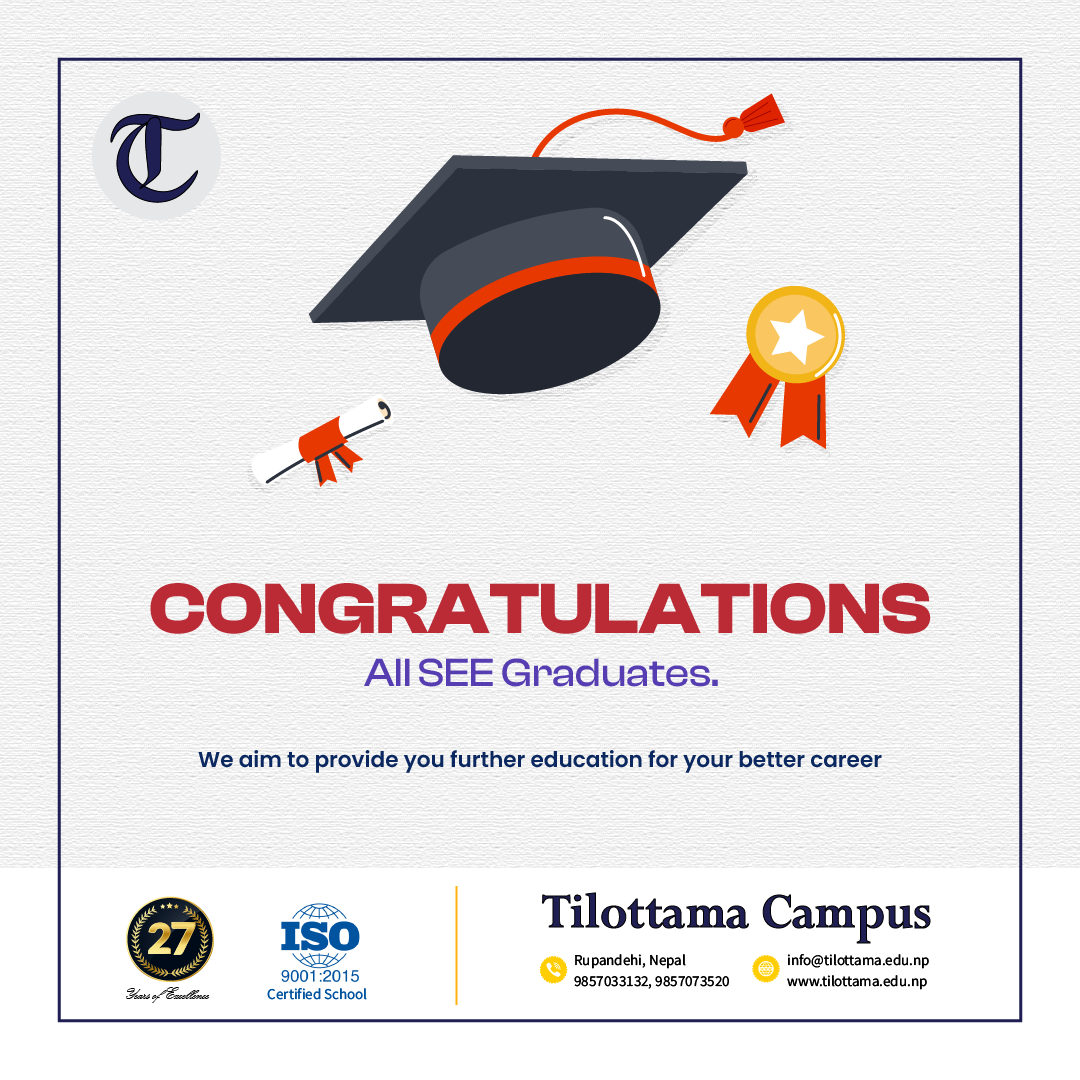 T
CONGRATULATIONS
All SEE Graduates.
We aim to provide you further education for your better career
27
Years of Excellence
ISO
9001:2015
Certified School
Tilottama Campus
Rupandehi, Nepal
9857033132, 9857073520
info@tilottama.edu.np
www.tilottama.edu.np